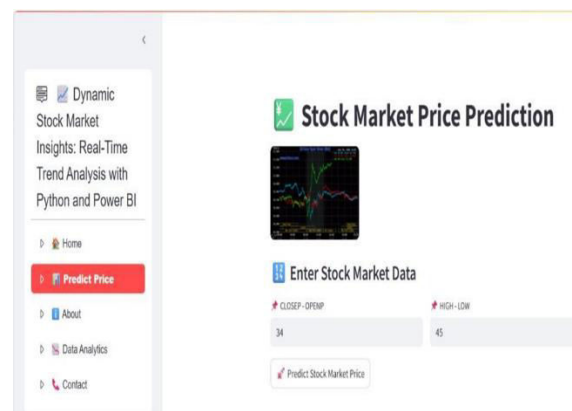 Dynamic
Stock Market
Insights: Real-Time
Trend Analysis with
Python and Power BI
Home
Predict Price
About
Data Analytics
Contact
Stock Market Price Prediction
Enter Stock Market Data
CLOSEP-OPENP
HIGH-LOW
34
45
Predict Stock Market Price